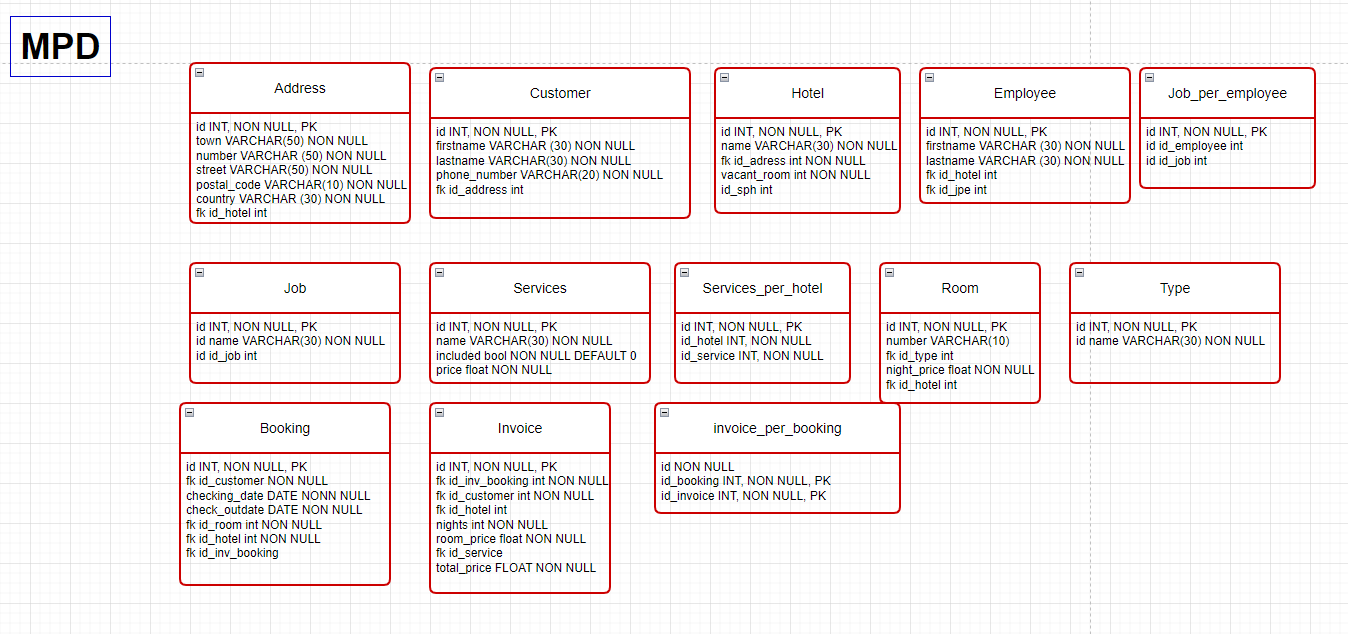 MPD
Address
id INT, NON NULL, PK
town VARCHAR(50) NON NULL
number VARCHAR (50) NON NULL
street VARCHAR(50) NON NULL
postal_code VARCHAR(10) NON NULL
country VARCHAR (30) NON NULL
fk id_hotel int
Customer
id INT, NON NULL, PK
firstname VARCHAR (30) NON NULL
lastname VARCHAR(30) NON NULL
phone_number VARCHAR(20) NON NULL
fk id_address int
Hotel
id INT, NON NULL, PK
name VARCHAR(30) NON NULL
fk id_adress int NON NULL
vacant_room int NON NULL
id_sph int
Employee
id INT, NON NULL, PK
firstname VARCHAR (30) NON NULL
lastname VARCHAR (30) NON NULL
fk id_hotel int
fk id_jpe int
Job_per_employee
id INT, NON NULL, PK
id id_employee int
id id_job int
Job
id INT, NON NULL, PK
id name VARCHAR(30) NON NULL
id id_job int
Services
id INT, NON NULL, PK
name VARCHAR(30) NON NULL
included bool NON NULL DEFAULT 0
price float NON NULL
Services_per_hotel
id INT, NON NULL, PK
id_hotel INT, NON NULL
id_service INT, NON NULL
Room
id INT, NON NULL, PK
number VARCHAR(10)
fk id_type int
night_price float NON NULL
fk id_hotel int
Type
id INT, NON NULL, PK
id name VARCHAR(30) NON NULL
Booking
id INT, NON NULL, PK
fk id_customer NON NULL
checking_date DATE NONN NULL
check_outdate DATE NON NULL
fk id_room int NON NULL
fk id_hotel int NON NULL
fk id_inv_booking
Invoice
id INT, NON NULL, PK
fk id_inv_booking int NON NULL
fk id_customer int NON NULL
fk id_hotel int
nights int NON NULL
room_price float NON NULL
fk id_service
total_price FLOAT NON NULL
invoice_per_booking
id NON NULL
id_booking INT, NON NULL, PK
id_invoice INT, NON NULL, PK